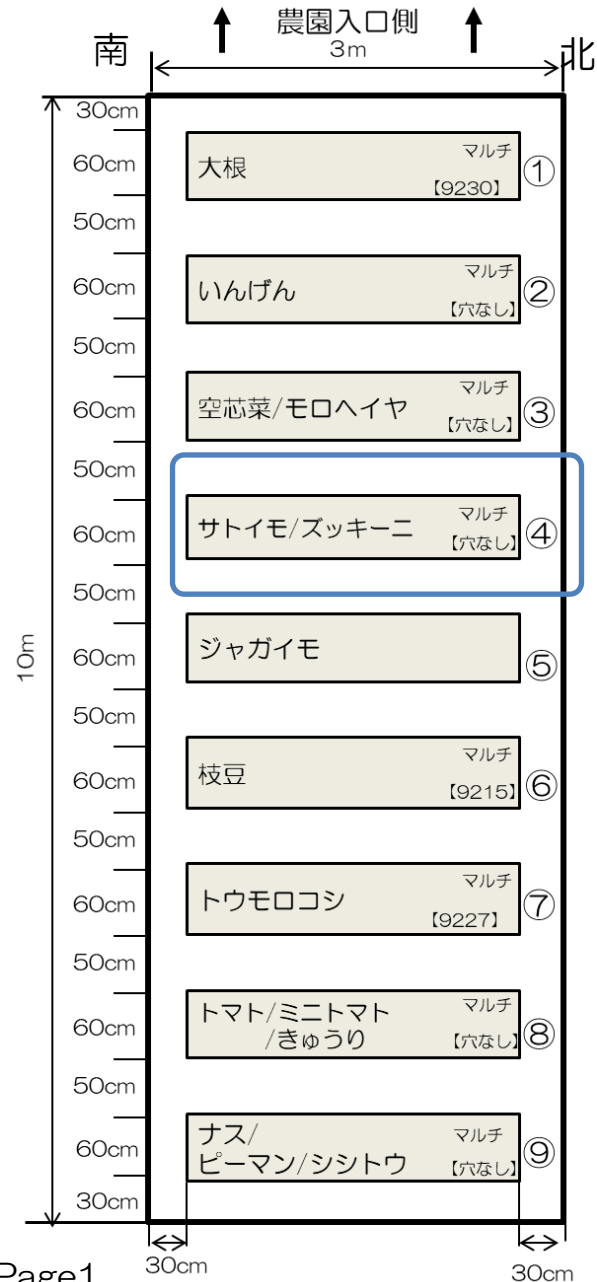 農園入口側
南
3m
北
30cm
60cm
大根
マルチ
【9230】
①
50cm
60cm
いんげん
マルチ
【穴なし】
②
50cm
60cm
空芯菜/モロヘイヤ
マルチ
【穴なし】
③
50cm
60cm
サトイモ/ズッキーニ
マルチ
【穴なし】
④
50cm
10m
60cm
ジャガイモ
⑤
50cm
60cm
枝豆
マルチ
【9215】
⑥
50cm
60cm
トウモロコシ
マルチ
【9227】
⑦
50cm
60cm
トマト/ミニトマト
/きゅうり
マルチ
【穴なし】
⑧
50cm
60cm
ナス/
ピーマン/シシトウ
マルチ
【穴なし】
⑨
30cm
30cm
30cm
Page1